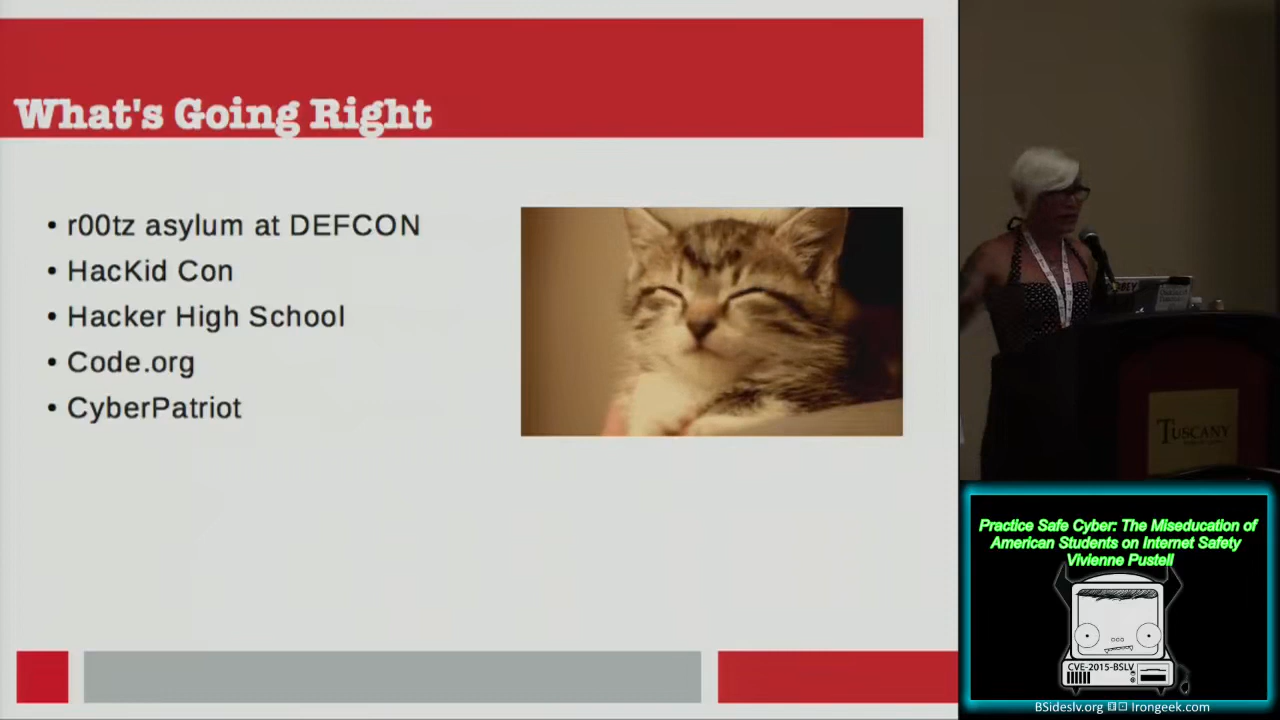 What's Going Right
• r00tz asylum at DEFCON
• HacKid Con
• Hacker High School
• Code.org
• CyberPatriot
TUSCANY
Practice Safe Cyber: The Miseducation of
American Students on Internet Safety
Vivienne Pustell
CVE-2015-BSLV
BSideslv.org Irongeek.com